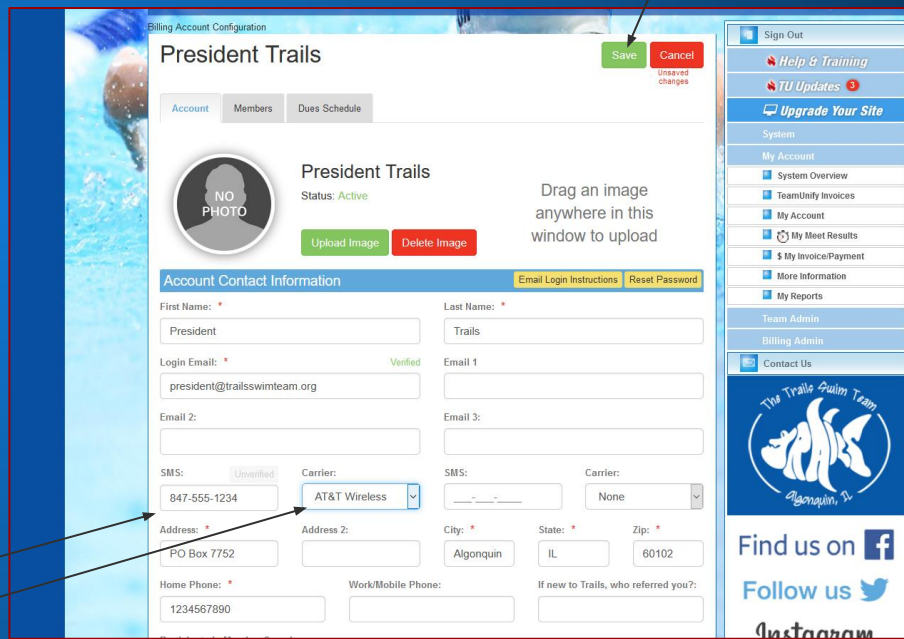 Billing Account Configuration
President Trails
Save Cancel
Unsaved
changes
Account Members Dues Schedule
NO
PHOTO
President Trails
Status: Active
Upload Image Delete Image
Drag an image
anywhere in this
window to upload
Account Contact Information Email Login Instructions Reset Password
First Name: * Last Name: *
President Trails
Login Email: * Verified Email 1
president@trailsswimteam.org
Email 2: Email 3:
SMS: Unverified Carrier: SMS: Carrier:
847-555-1234 AT&T Wireless ___-___-____ None
Address: * Address 2: City: * State: * Zip: *
PO Box 7752 Algonquin IL 60102
Home Phone: * Work/Mobile Phone: If new to Trails, who referred you?:
1234567890
Sign Out
Help & Training
TU Updates 3
Upgrade Your Site
System
My Account
System Overview
TeamUnify Invoices
My Account
My Meet Results
$ My Invoice/Payment
More Information
My Reports
Team Admin
Billing Admin
Contact Us
The Trails Swim Team
TRAILS
Algonquin, IL
Find us on f
Follow us
Instagram